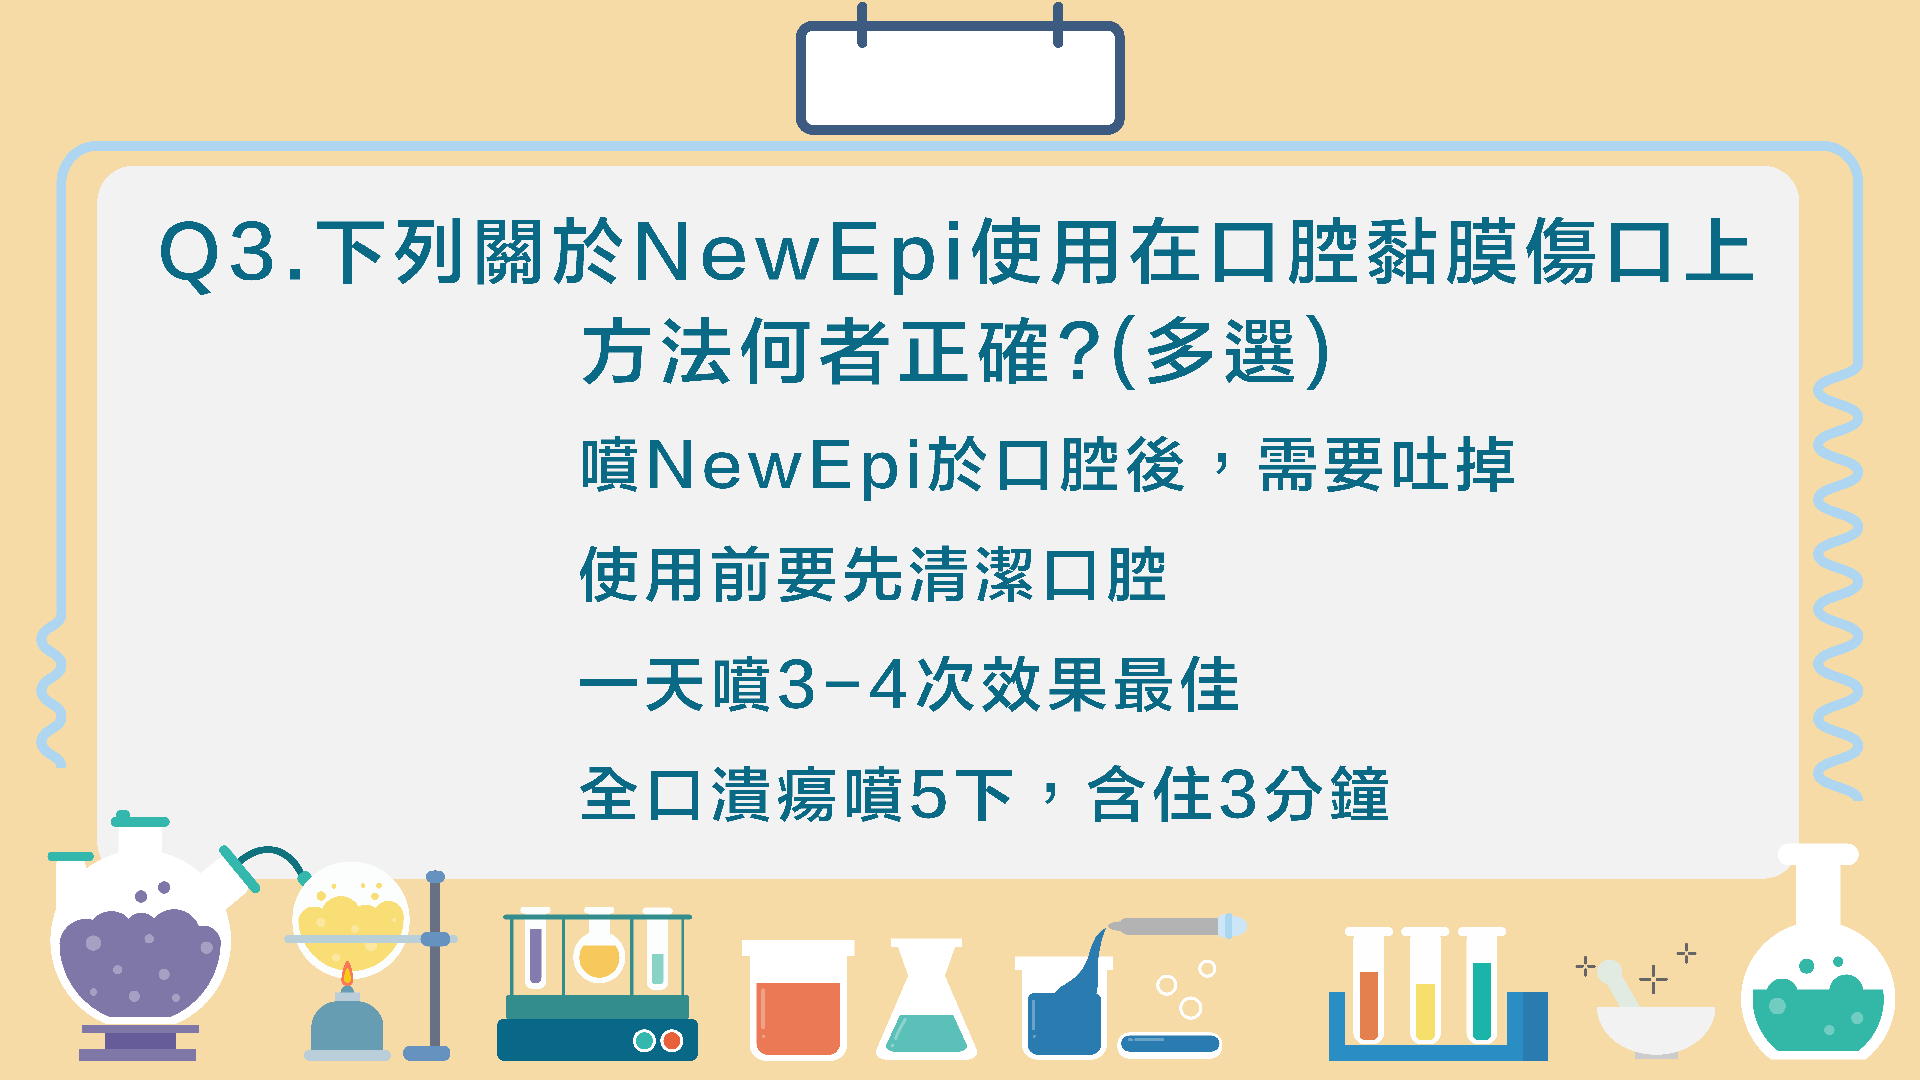 Q3.下列關於NewEpi使用在口腔黏膜傷口上
方法何者正確?(多選)
噴NewEpi於口腔後，需要吐掉
使用前要先清潔口腔
一天噴3-4次效果最佳
全口潰瘍噴5下，含住3分鐘